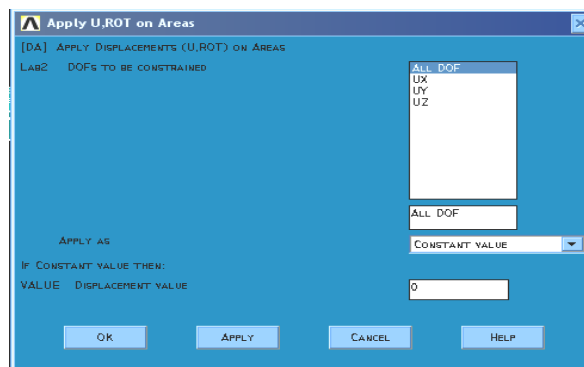 Apply U,ROT on Areas
[DA] Apply Displacements (U,ROT) on Areas
Lab2 DOFs to be constrained
All DOF
UX
UY
UZ
All DOF
Apply as
Constant value
If Constant value then:
VALUE Displacement value
0
OK Apply Cancel Help